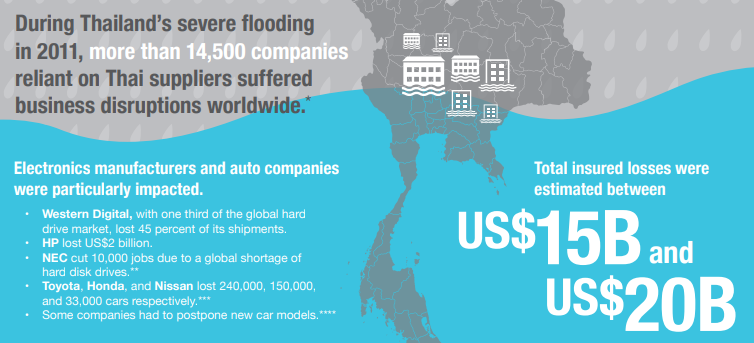 During Thailand's severe flooding
in 2011, more than 14,500 companies
reliant on Thai suppliers suffered
business disruptions worldwide.*
Electronics manufacturers and auto companies
were particularly impacted.
• Western Digital, with one third of the global hard
drive market, lost 45 percent of its shipments.
• HP lost US$2 billion.
• NEC cut 10,000 jobs due to a global shortage of
hard disk drives.**
• Toyota, Honda, and Nissan lost 240,000, 150,000,
and 33,000 cars respectively.***
• Some companies had to postpone new car models.****
Total insured losses were
estimated between
US$15B and
US$20B